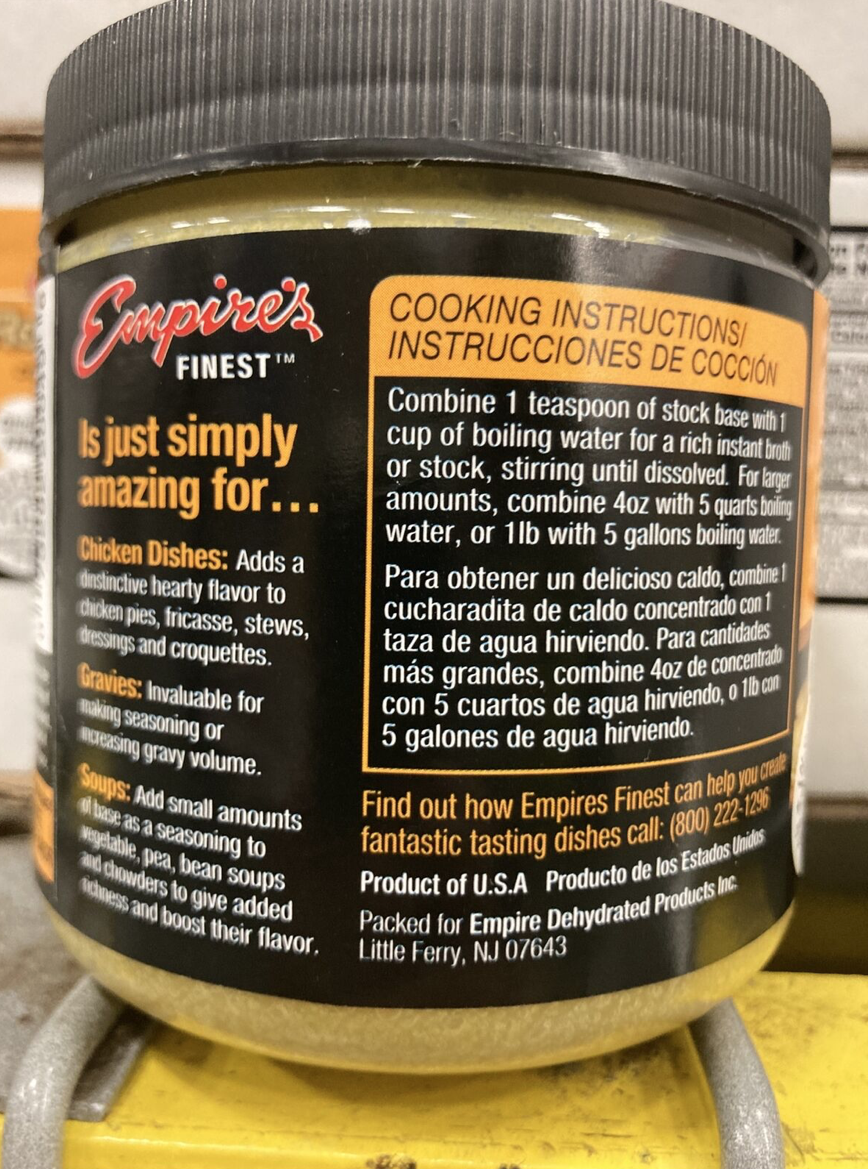 Empire's
FINEST™
Is just simply
amazing for...
Chicken Dishes: Adds a
dinstinctive hearty flavor to
chicken pies, fricasse, stews,
dressings and croquettes.
Gravies: Invaluable for
making seasoning or
increasing gravy volume.
Soups: Add small amounts
of base as a seasoning to
vegetable, pea, bean soups
and chowders to give added
richness and boost their flavor.
COOKING INSTRUCTIONS/
INSTRUCCIONES DE COCCIÓN
Combine 1 teaspoon of stock base with 1
cup of boiling water for a rich instant broth
or stock, stirring until dissolved. For larger
amounts, combine 4oz with 5 quarts boiling
water, or 1lb with 5 gallons boiling water.
Para obtener un delicioso caldo, combine 1
cucharadita de caldo concentrado con 1
taza de agua hirviendo. Para cantidades
más grandes, combine 4oz de concentrado
con 5 cuartos de agua hirviendo, o 1lb con
5 galones de agua hirviendo.
Find out how Empires Finest can help you create
fantastic tasting dishes call: (800) 222-1296
Product of U.S.A Producto de los Estados Unidos
Packed for Empire Dehydrated Products Inc.
Little Ferry, NJ 07643